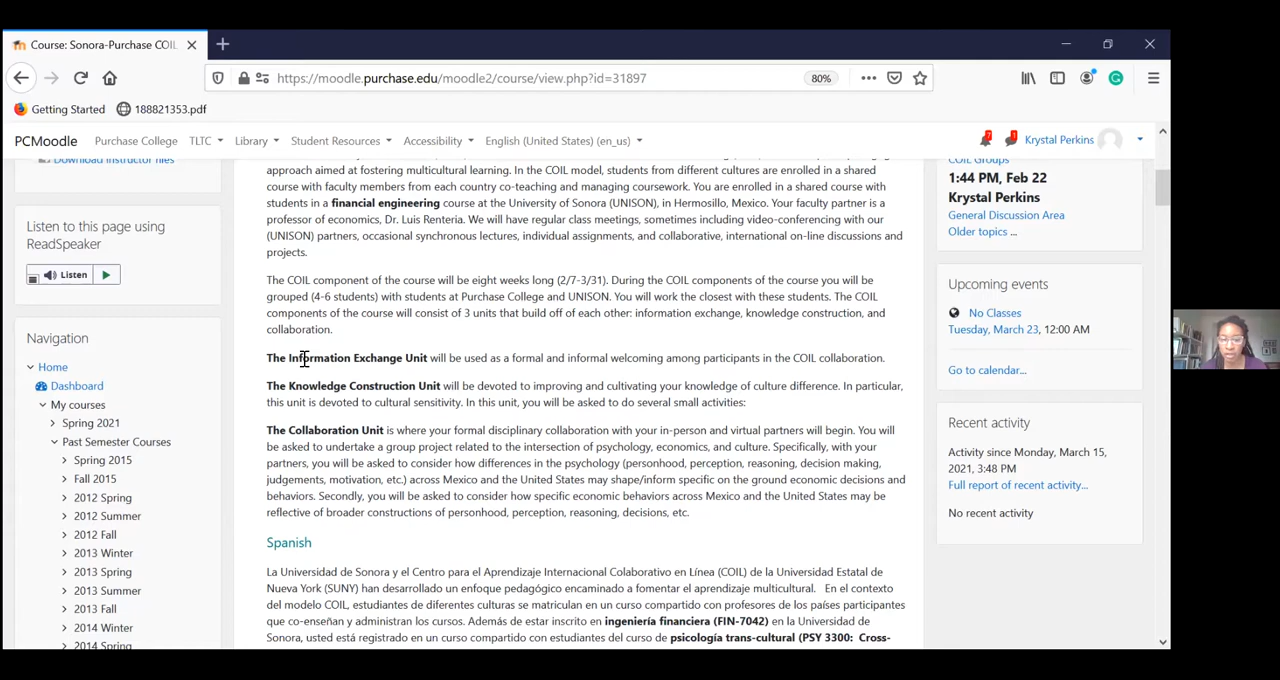 Course: Sonora-Purchase COIL
https://moodle.purchase.edu/moodle2/course/view.php?id=31897
80%
Getting Started
188821353.pdf
PCMoodle
Purchase College
TLTC
Library
Student Resources
Accessibility
English (United States) (en_us)
Krystal Perkins
Download instructor files
Listen to this page using
ReadSpeaker
Listen
Navigation
Home
Dashboard
My courses
Spring 2021
Past Semester Courses
Spring 2015
Fall 2015
2012 Spring
2012 Summer
2012 Fall
2013 Winter
2013 Spring
2013 Summer
2013 Fall
2014 Winter
2014 Spring
approach aimed at fostering multicultural learning. In the COIL model, students from different cultures are enrolled in a shared
course with faculty members from each country co-teaching and managing coursework. You are enrolled in a shared course with
students in a financial engineering course at the University of Sonora (UNISON), in Hermosillo, Mexico. Your faculty partner is a
professor of economics, Dr. Luis Renteria. We will have regular class meetings, sometimes including video-conferencing with our
(UNISON) partners, occasional synchronous lectures, individual assignments, and collaborative, international on-line discussions and
projects.
The COIL component of the course will be eight weeks long (2/7-3/31). During the COIL components of the course you will be
grouped (4-6 students) with students at Purchase College and UNISON. You will work the closest with these students. The COIL
components of the course will consist of 3 units that build off of each other: information exchange, knowledge construction, and
collaboration.
The Information Exchange Unit will be used as a formal and informal welcoming among participants in the COIL collaboration.
The Knowledge Construction Unit will be devoted to improving and cultivating your knowledge of culture difference. In particular,
this unit is devoted to cultural sensitivity. In this unit, you will be asked to do several small activities:
The Collaboration Unit is where your formal disciplinary collaboration with your in-person and virtual partners will begin. You will
be asked to undertake a group project related to the intersection of psychology, economics, and culture. Specifically, with your
partners, you will be asked to consider how differences in the psychology (personhood, perception, reasoning, decision making,
judgements, motivation, etc.) across Mexico and the United States may shape/inform specific on the ground economic decisions and
behaviors. Secondly, you will be asked to consider how specific economic behaviors across Mexico and the United States may be
reflective of broader constructions of personhood, perception, reasoning, decisions, etc.
Spanish
La Universidad de Sonora y el Centro para el Aprendizaje Internacional Colaborativo en Línea (COIL) de la Universidad Estatal de
Nueva York (SUNY) han desarrollado un enfoque pedagógico encaminado a fomentar el aprendizaje multicultural. En el contexto
del modelo COIL, estudiantes de diferentes culturas se matriculan en un curso compartido con profesores de los países participantes
que co-enseñan y administran los cursos. Además de estar inscrito en ingeniería financiera (FIN-7042) en la Universidad de
Sonora, usted está registrado en un curso compartido con estudiantes del curso de psicología trans-cultural (PSY 3300: Cross-
COIL Groups
1:44 PM, Feb 22
Krystal Perkins
General Discussion Area
Older topics ...
Upcoming events
No Classes
Tuesday, March 23, 12:00 AM
Go to calendar...
Recent activity
Activity since Monday, March 15,
2021, 3:48 PM
Full report of recent activity...
No recent activity